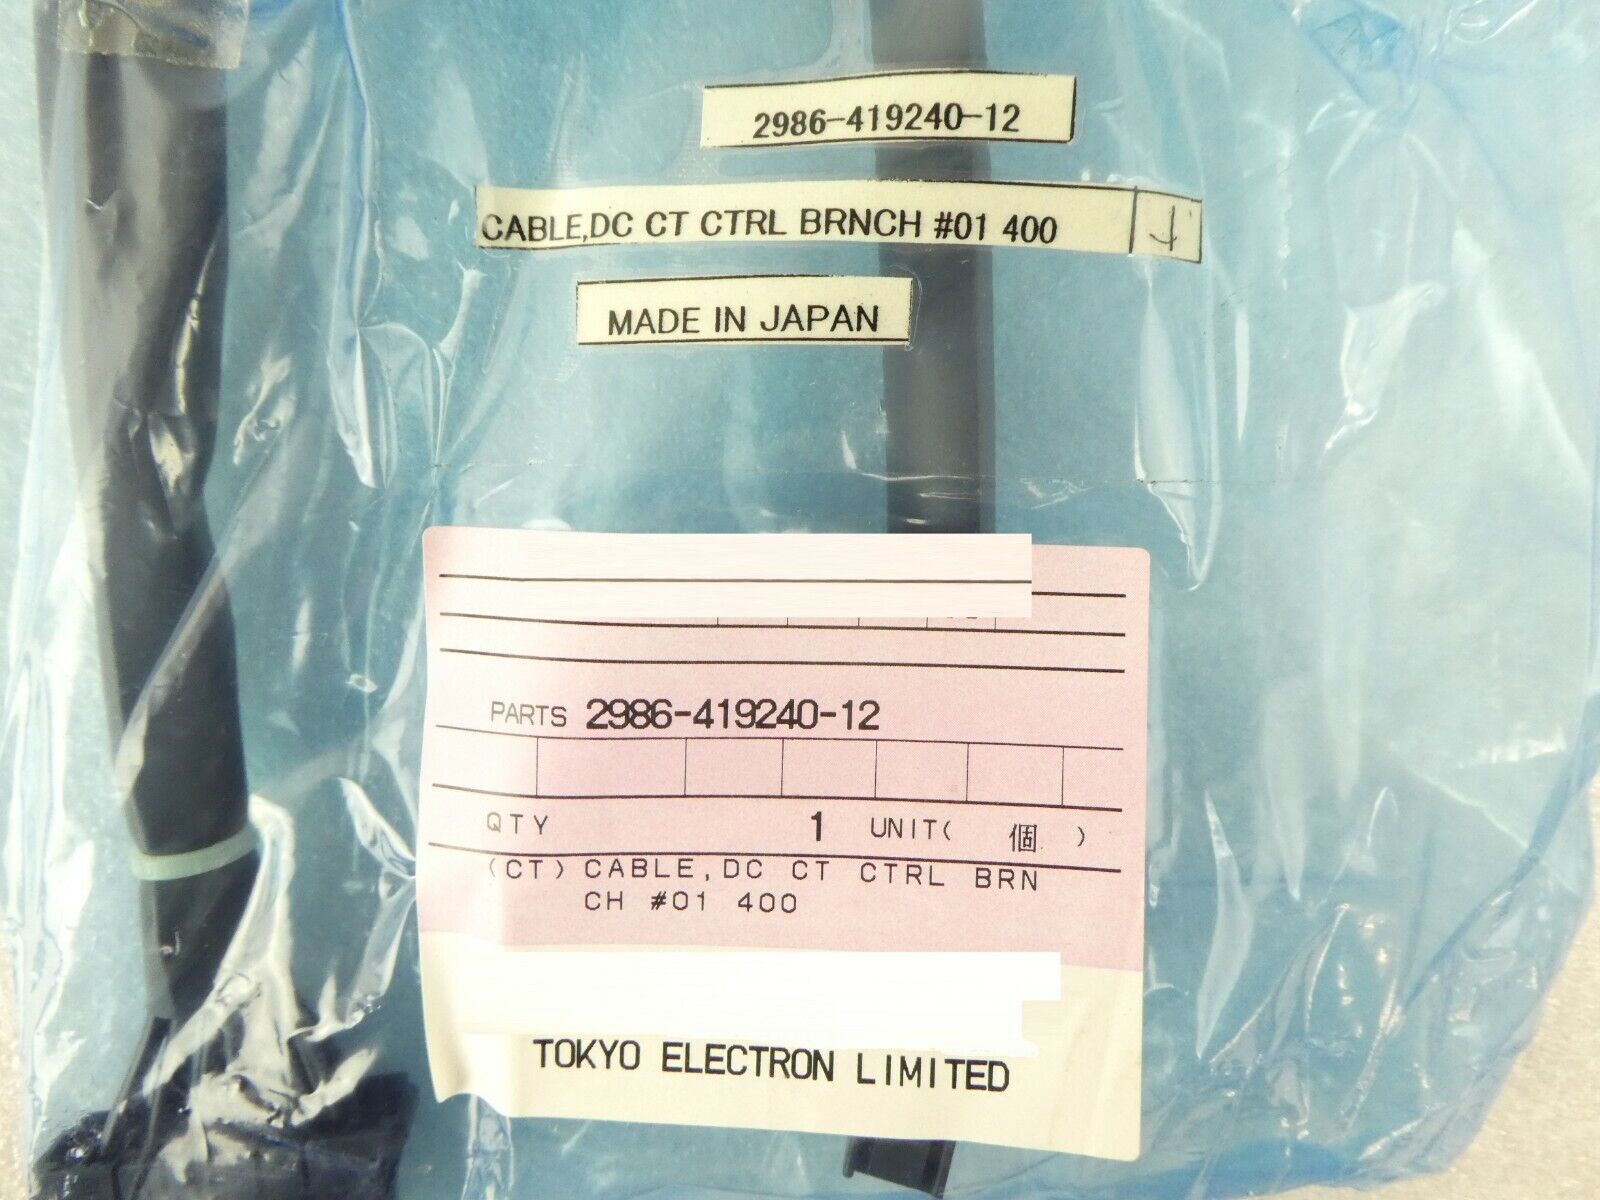 2986-419240-12
CABLE,DC CT CTRL BRNCH #01 400
MADE IN JAPAN
PARTS 2986-419240-12
QTY 1 UNIT( 個 )
(CT) CABLE,DC CT CTRL BRN
CH #01 400
TOKYO ELECTRON LIMITED